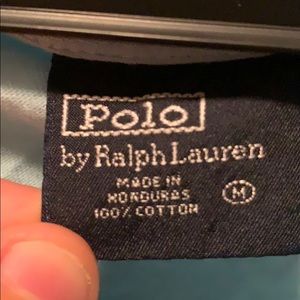 Polo
by Ralph Lauren
MADE IN
HONDURAS M
100% COTTON